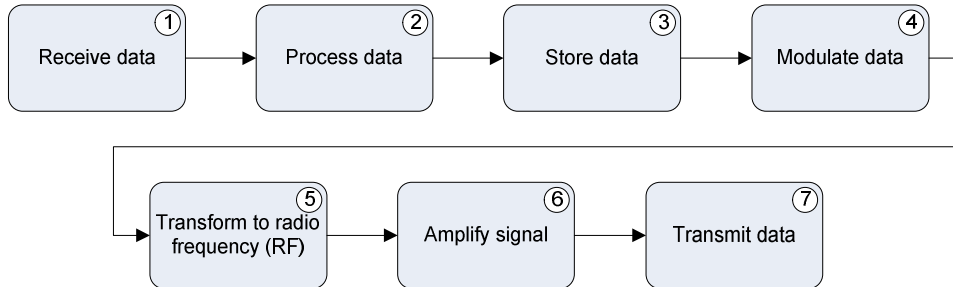 1
Receive data
2
Process data
3
Store data
4
Modulate data
5
Transform to radio
frequency (RF)
6
Amplify signal
7
Transmit data